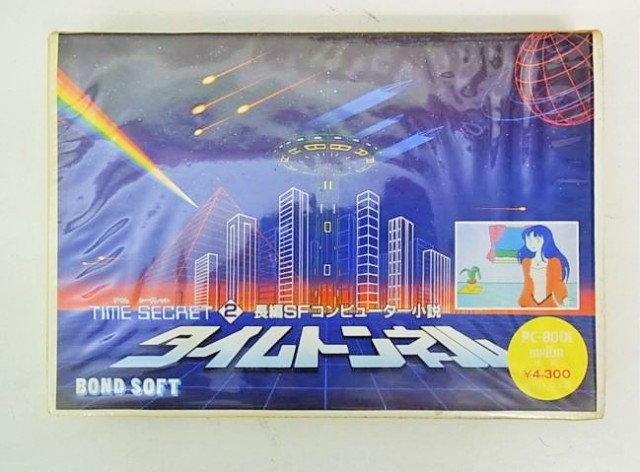 タイム シークレット
TIME SECRET 2 長編SFコンピューター小説
タイムトンネル
BOND SOFT
PC-8001
mkII
¥4,300